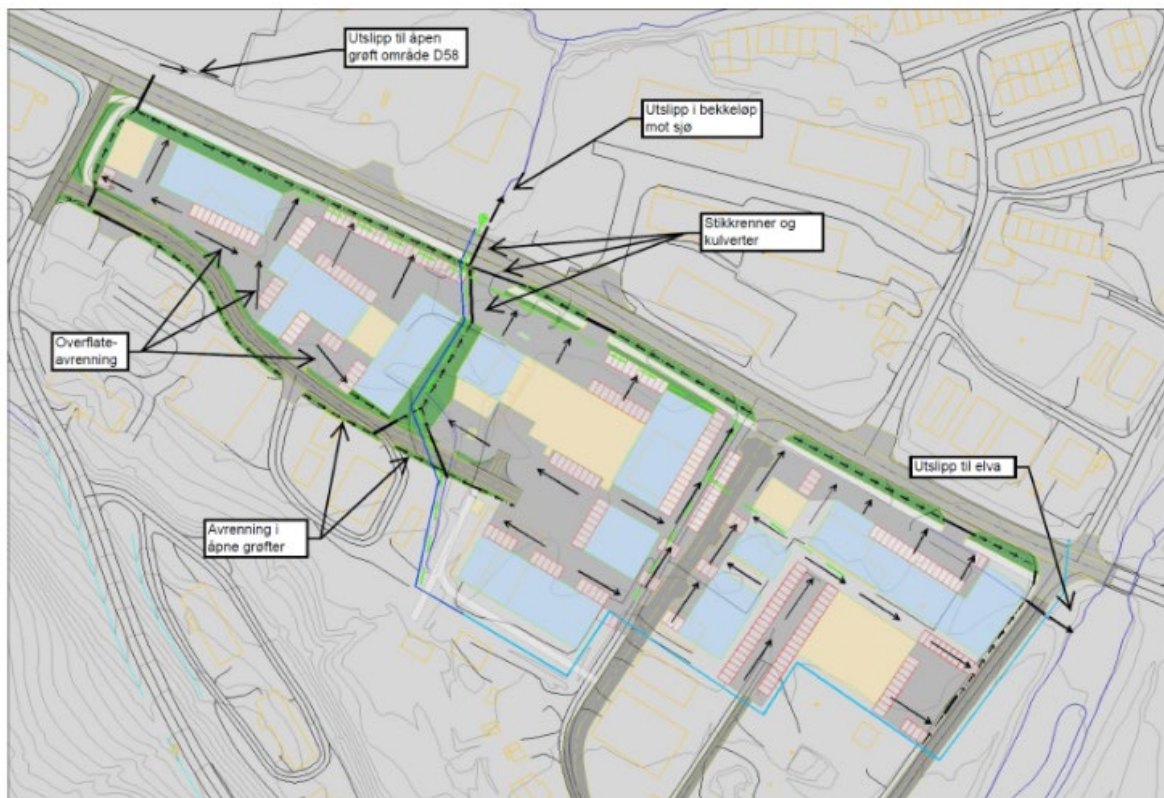 Utslipp til åpen
grøft område D58
Utslipp i bekkeløp
mot sjø
Stikkrenner og
kulverter
Overflate-
avrenning
Utslipp til elva
Avrenning i
åpne grøfter